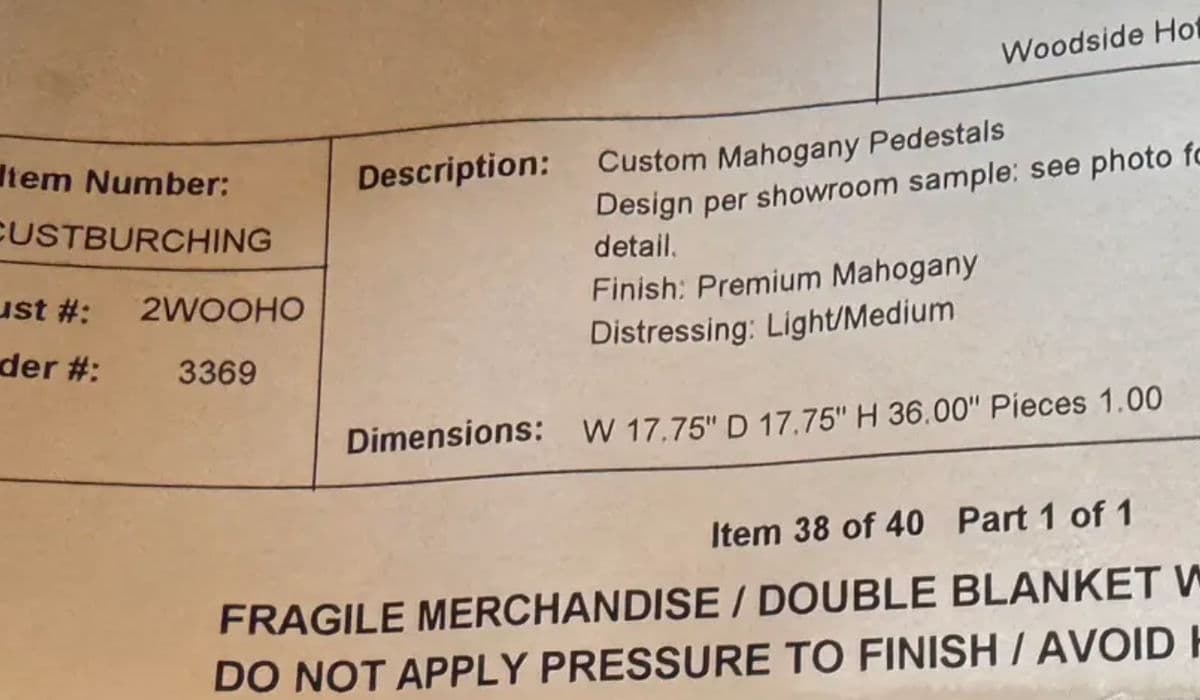 Woodside
Item Number:
CUSTBURCHING
ust #: 2WOOHO
der #: 3369
Description: Custom Mahogany Pedestals
Design per showroom sample: see photo
detail.
Finish: Premium Mahogany
Distressing: Light/Medium
Dimensions: W 17.75" D 17.75" H 36.00" Pieces 1.00
Item 38 of 40 Part 1 of 1
FRAGILE MERCHANDISE / DOUBLE BLANKET
DO NOT APPLY PRESSURE TO FINISH / AVOID